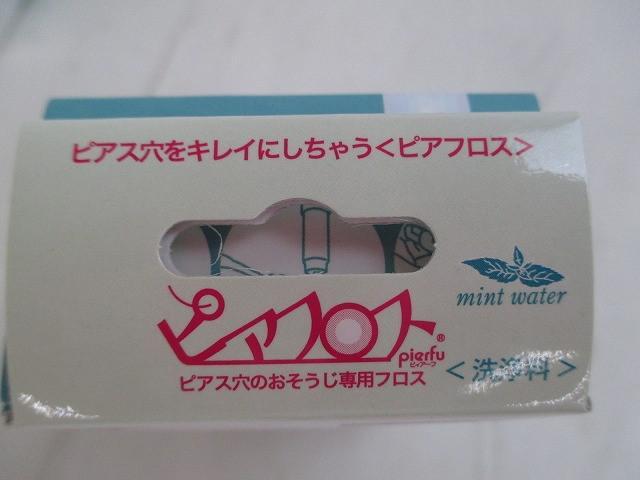 ピアス穴をキレイにしちゃう<ピアフロス>
mint water
ピアフロス®
pierfu
ピィアーフ
ピアス穴のおそうじ専用フロス
<洗浄料>